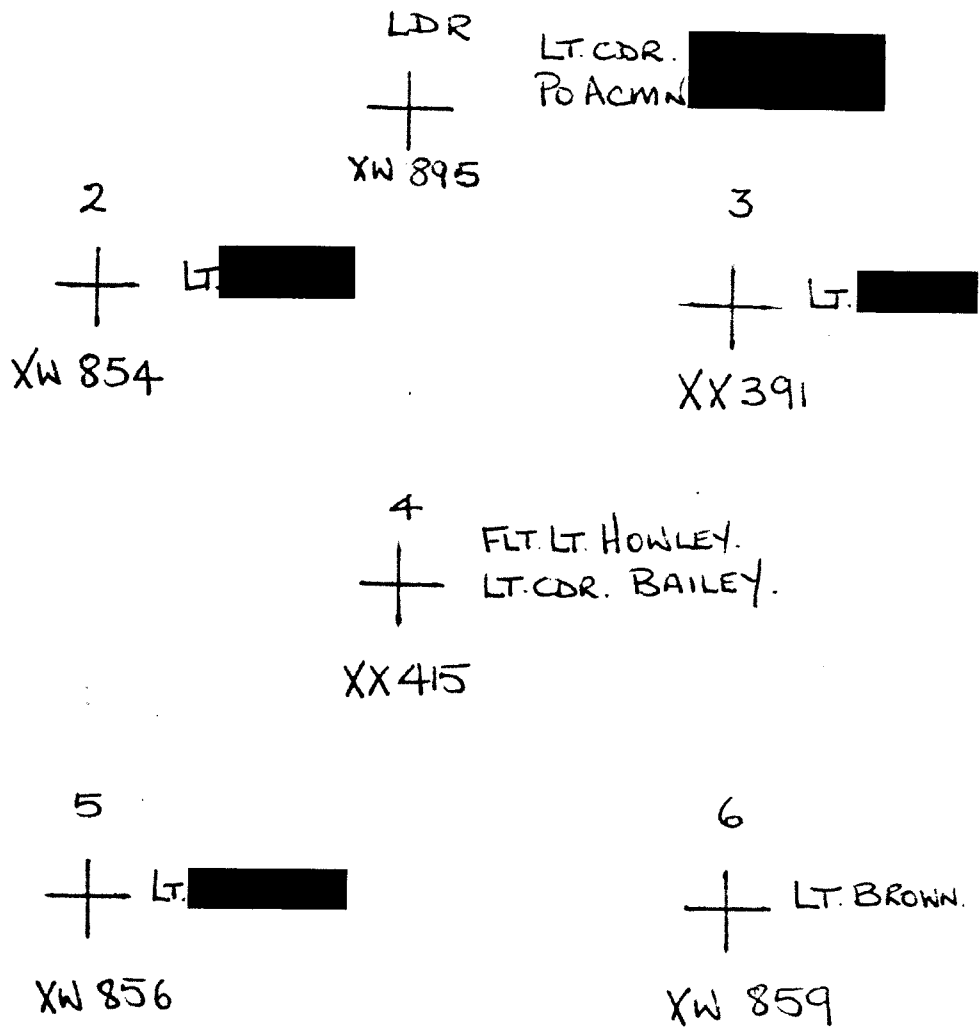 LDR
LT. CDR.
PO ACMN
XW 895
2
LT.
XW 854
3
LT.
XX 391
4
FLT. LT. HOWLEY.
LT. CDR. BAILEY.
XX 415
5
LT.
XW 856
6
LT. BROWN.
XW 859